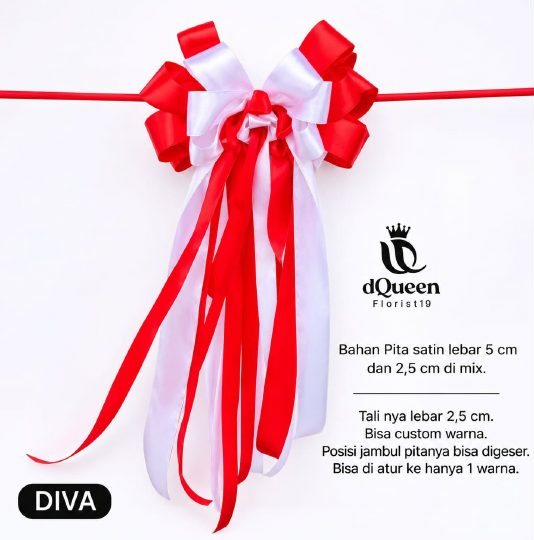 dQueen
Florist19
Bahan Pita satin lebar 5 cm
dan 2,5 cm di mix.
Tali nya lebar 2,5 cm.
Bisa custom warna.
Posisi jambul pitanya bisa digeser.
Bisa di atur ke hanya 1 warna.
DIVA